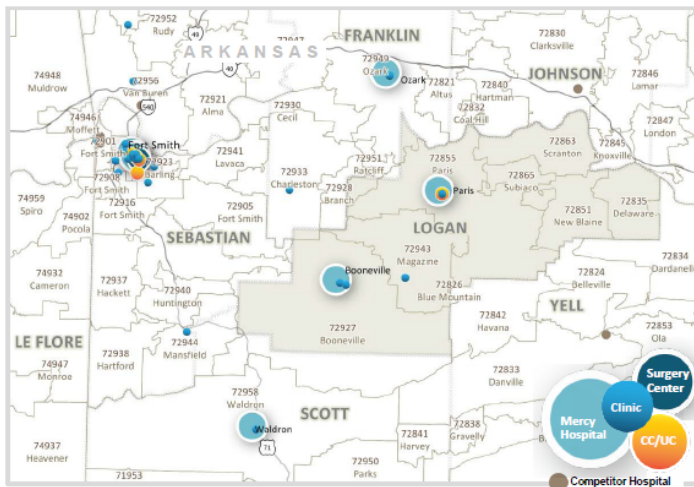 72952
Rudy
49
72947
FRANKLIN
72830
Clarksville
ARKANSAS
40
72949
Ozark
Ozark
JOHNSON
74948
Muldrow
72956
Van Buren
540
72921
Alma
72930
Cecil
72821
Altus
72840
Hartman
72846
Lamar
72832
Coal Hill
74946
Moffett
72901
Fort Smith
Fort Smith
72923
Barling
72941
Lavaca
72933
Charleston
72951
Ratcliff
72855
Paris
Paris
72863
Scranton
72845
Knoxville
72847
London
72908
Fort Smith
72916
Fort Smith
72928
Branch
72865
Subiaco
74959
Spiro
74902
Pocola
72905
Fort Smith
72851
New Blaine
72835
Delaware
SEBASTIAN
LOGAN
74932
Cameron
72937
Hackett
72940
Huntington
Booneville
72943
Magazine
72826
Blue Mountain
72824
Belleville
72834
Dardanelle
YELL
LE FLORE
72944
Mansfield
72927
Booneville
72842
Havana
72853
Ola
74947
Monroe
72938
Hartford
72833
Danville
72958
Waldron
Waldron
71
SCOTT
72838
Gravelly
72841
Harvey
74937
Heavener
71953
72950
Parks
Surgery
Center
Clinic
Mercy
Hospital
CC/UC
Competitor Hospital